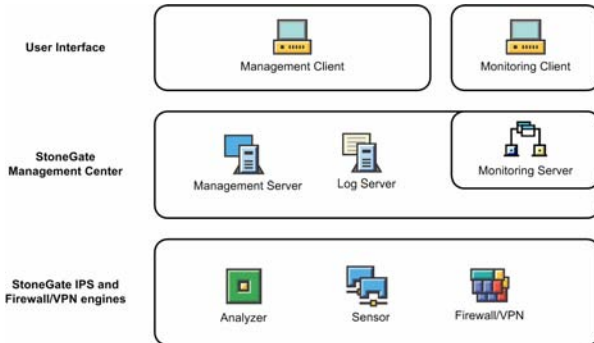 User Interface
Management Client
Monitoring Client
StoneGate
Management Center
Management Server
Log Server
Monitoring Server
StoneGate IPS and
Firewall/VPN engines
Analyzer
Sensor
Firewall/VPN